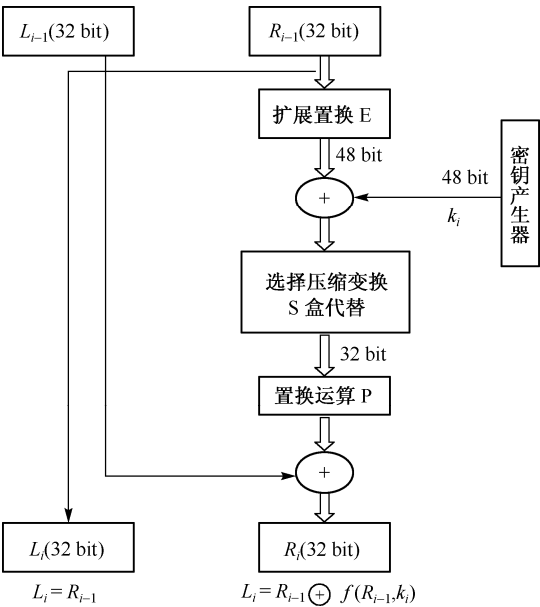 L_{i-1}(32 bit)
R_{i-1}(32 bit)
扩展置换 E
48 bit
+
48 bit
k_i
密钥产生器
选择压缩变换
S 盒代替
32 bit
置换运算 P
+
L_i(32 bit)
R_i(32 bit)
L_i = R_{i-1}
L_i = R_{i-1} ⊕ f(R_{i-1},k_i)